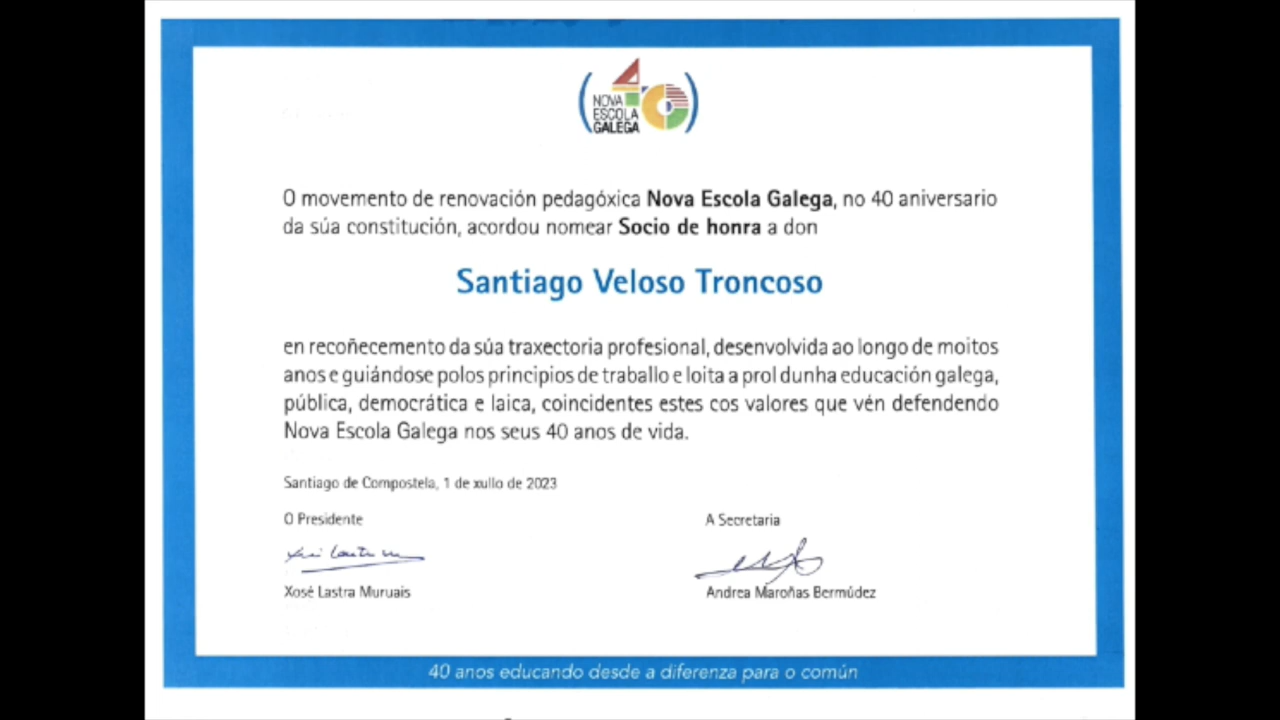 NOVA
ESCOLA
GALEGA
40
O movemento de renovación pedagóxica Nova Escola Galega, no 40 aniversario
da súa constitución, acordou nomear Socio de honra a don
Santiago Veloso Troncoso
en recoñecemento da súa traxectoria profesional, desenvolvida ao longo de moitos
anos e guiándose polos principios de traballo e loita a prol dunha educación galega,
pública, democrática e laica, coincidentes estes cos valores que vén defendendo
Nova Escola Galega nos seus 40 anos de vida.
Santiago de Compostela, 1 de xullo de 2023
O Presidente
A Secretaria
Xosé Lastra Muruais
Andrea Maroñas Bermúdez
40 anos educando desde a diferenza para o común